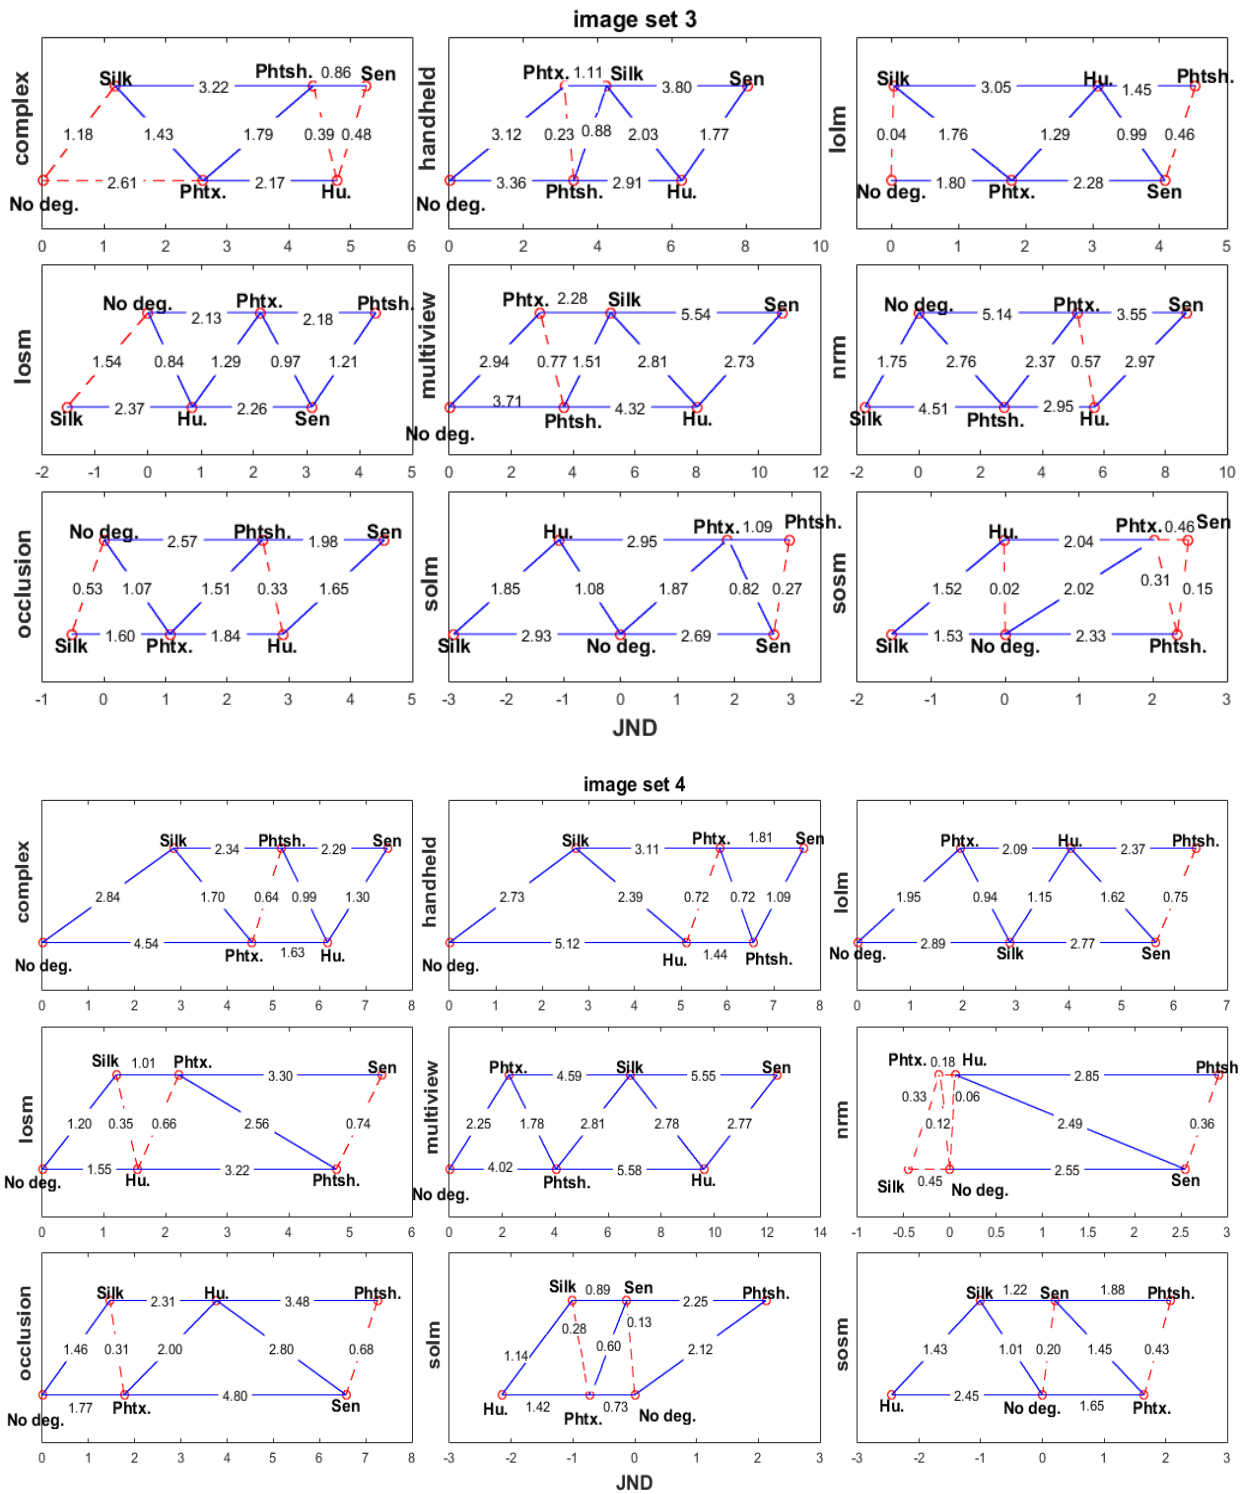 image set 3
complex
Silk 3.22 Phtsh. 0.86 Sen
1.18 1.43 1.79 0.39 0.48
2.61 2.17
No deg. Phtx. Hu.
0 1 2 3 4 5 6
handheld
Phtx. 1.11 Silk 3.80 Sen
3.12 0.23 0.88 2.03 1.77
3.36 2.91
No deg. Phtsh. Hu.
0 2 4 6 8 10
lolm
Silk 3.05 Hu. 1.45 Phtsh.
0.04 1.76 1.29 0.99 0.46
1.80 2.28
No deg. Phtx. Sen
0 1 2 3 4 5
losm
No deg. 2.13 Phtx. 2.18 Phtsh.
1.54 0.84 1.29 0.97 1.21
2.37 2.26
Silk Hu. Sen
-2 -1 0 1 2 3 4 5
multiview
Phtx. 2.28 Silk 5.54 Sen
2.94 0.77 1.51 2.81 2.73
3.71 4.32
No deg. Phtsh. Hu.
0 2 4 6 8 10 12
nrm
No deg. 5.14 Phtx. 3.55 Sen
1.75 2.76 2.37 0.57 2.97
4.51 2.95
Silk Phtsh. Hu.
-2 0 2 4 6 8 10
occlusion
No deg. 2.57 Phtsh. 1.98 Sen
0.53 1.07 1.51 0.33 1.65
1.60 1.84
Silk Phtx. Hu.
-1 0 1 2 3 4 5
solm
Hu. 2.95 Phtx. 1.09 Phtsh.
1.85 1.08 1.87 0.82 0.27
2.93 2.69
Silk No deg. Sen
-3 -2 -1 0 1 2 3
sosm
Hu. 2.04 Phtx. 0.46 Sen
1.52 0.02 2.02 0.31 0.15
1.53 2.33
Silk No deg. Phtsh.
-2 -1 0 1 2 3
JND
image set 4
complex
Silk 2.34 Phtsh. 2.29 Sen
2.84 1.70 0.64 0.99 1.30
4.54 1.63
No deg. Phtx. Hu.
0 1 2 3 4 5 6 7 8
handheld
Silk 3.11 Phtx. 1.81 Sen
2.73 2.39 0.72 0.72 1.09
5.12 1.44
No deg. Hu. Phtsh.
0 1 2 3 4 5 6 7 8
lolm
Phtx. 2.09 Hu. 2.37 Phtsh.
1.95 0.94 1.15 1.62 0.75
2.89 2.77
No deg. Silk Sen
0 1 2 3 4 5 6 7
losm
Silk 1.01 Phtx. 3.30 Sen
1.20 0.35 0.66 2.56 0.74
1.55 3.22
No deg. Hu. Phtsh.
0 1 2 3 4 5 6
multiview
Phtx. 4.59 Silk 5.55 Sen
2.25 1.78 2.81 2.78 2.77
4.02 5.58
No deg. Phtsh. Hu.
0 2 4 6 8 10 12 14
nrm
Phtx. 0.18 Hu. 2.85 Phtsh
0.33 0.12 0.06 2.49 0.36
0.45 2.55
Silk No deg. Sen
-1 -0.5 0 0.5 1 1.5 2 2.5 3
occlusion
Silk 2.31 Hu. 3.48 Phtsh.
1.46 0.31 2.00 2.80 0.68
1.77 4.80
No deg. Phtx. Sen
0 1 2 3 4 5 6 7 8
solm
Silk 0.89 Sen 2.25 Phtsh.
1.14 0.28 0.60 0.13 2.12
1.42 0.73
Hu. Phtx. No deg.
-3 -2 -1 0 1 2 3
sosm
Silk 1.22 Sen 1.88 Phtsh.
1.43 1.01 0.20 1.45 0.43
2.45 1.65
Hu. No deg. Phtx.
-3 -2 -1 0 1 2 3
JND